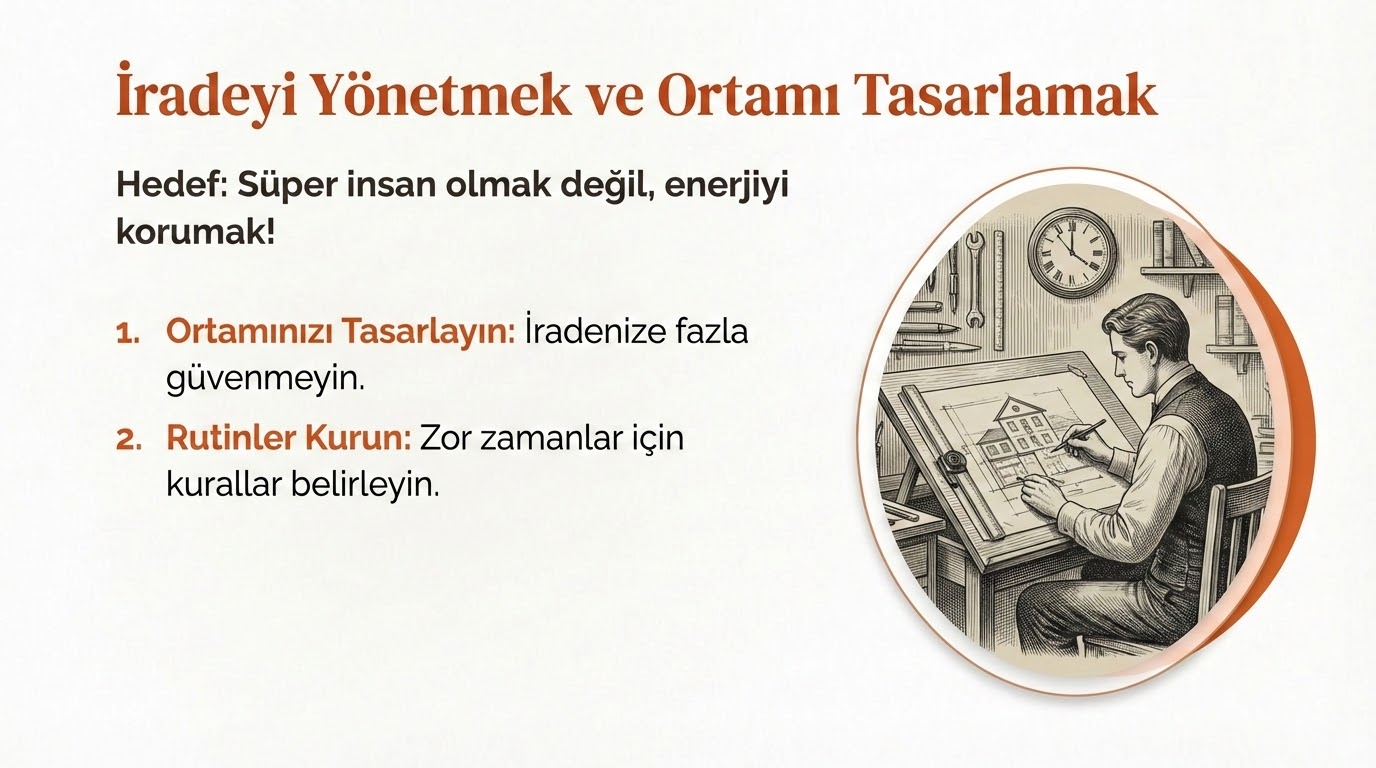 İradeyi Yönetmek ve Ortamı Tasarlamak
Hedef: Süper insan olmak değil, enerjiyi
korumak!
1. Ortamınızı Tasarlayın: İradenize fazla
güvenmeyin.
2. Rutinler Kurun: Zor zamanlar için
kurallar belirleyin.